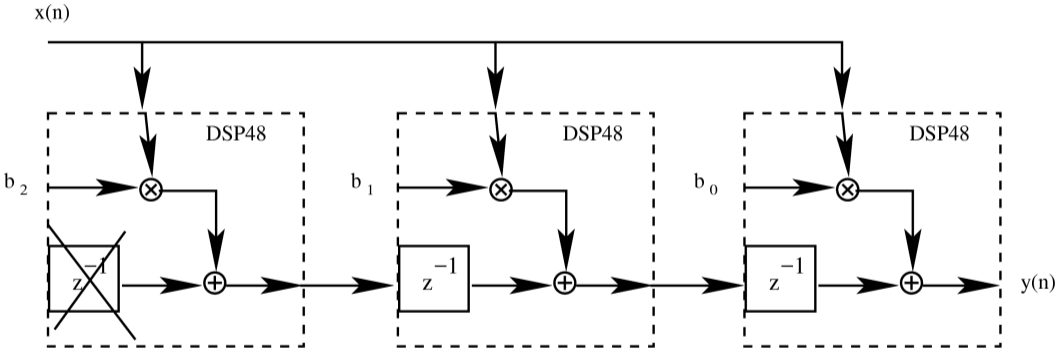 x(n)
DSP48 DSP48 DSP48
b 2 b 1 b 0
z −1 z −1 z −1
y(n)